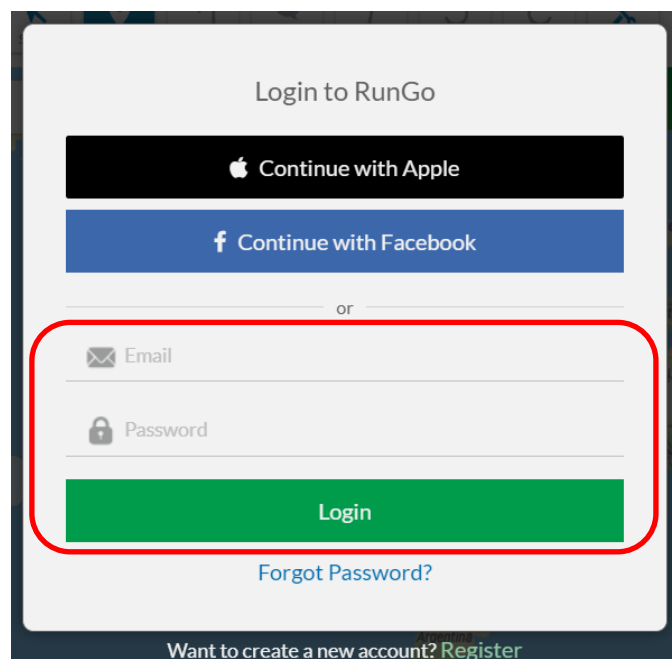 Login to RunGo
Continue with Apple
Continue with Facebook
or
Email
Password
Login
Forgot Password?
Argentina
Want to create a new account? Register